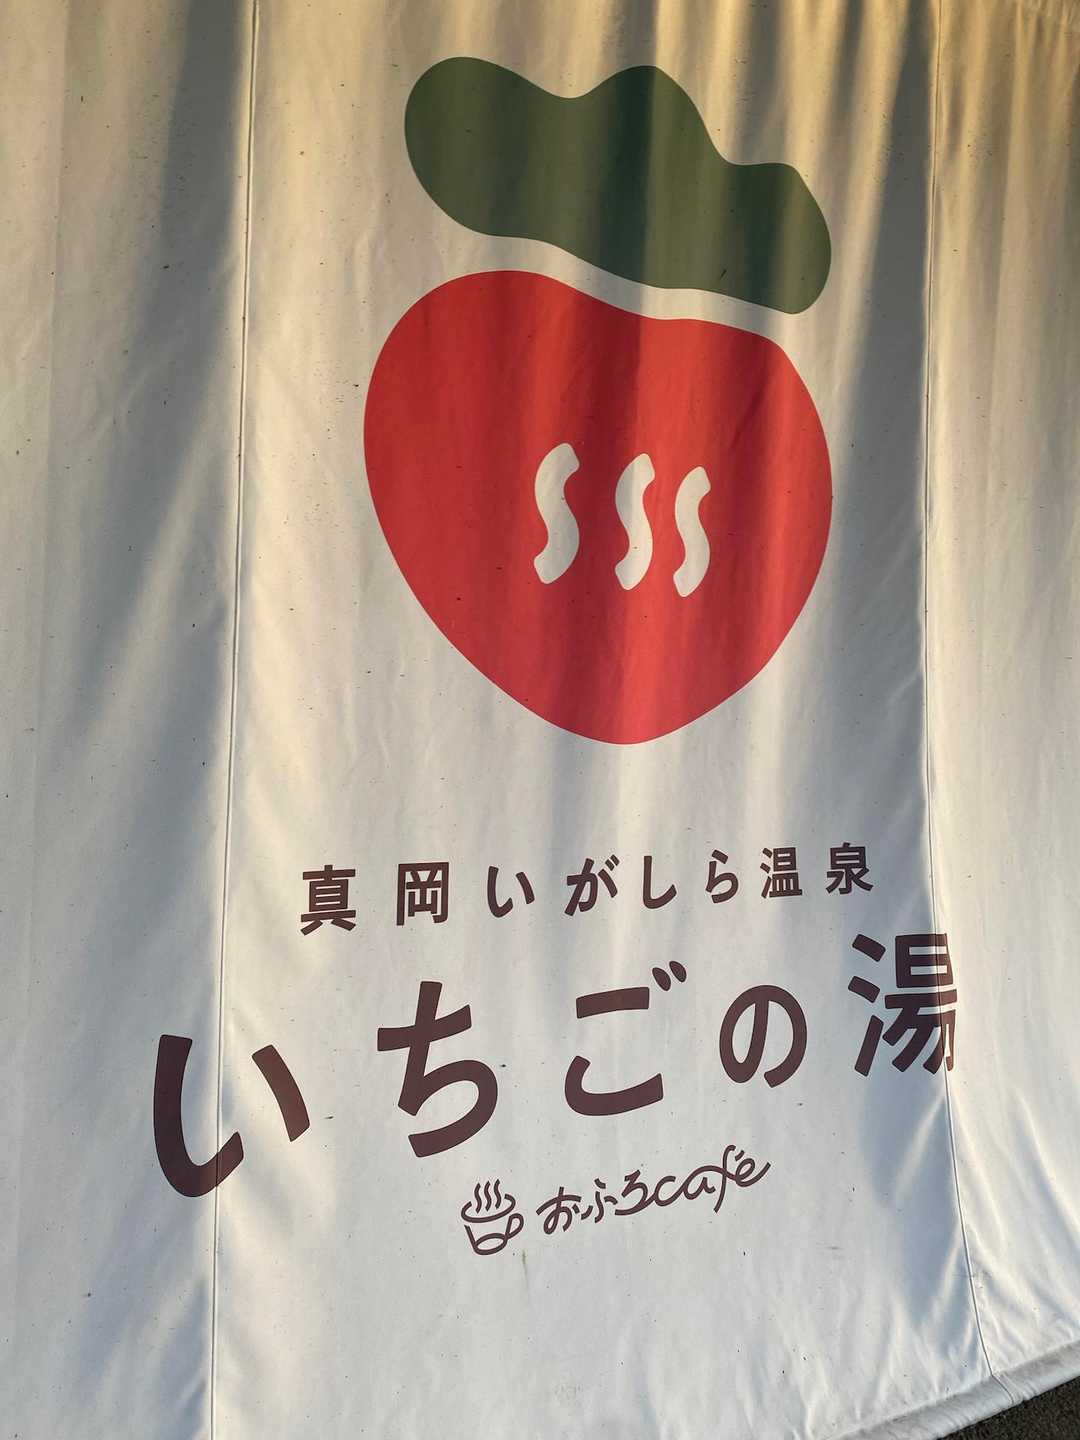 真岡いがしら温泉
いちごの湯
おふろcafé